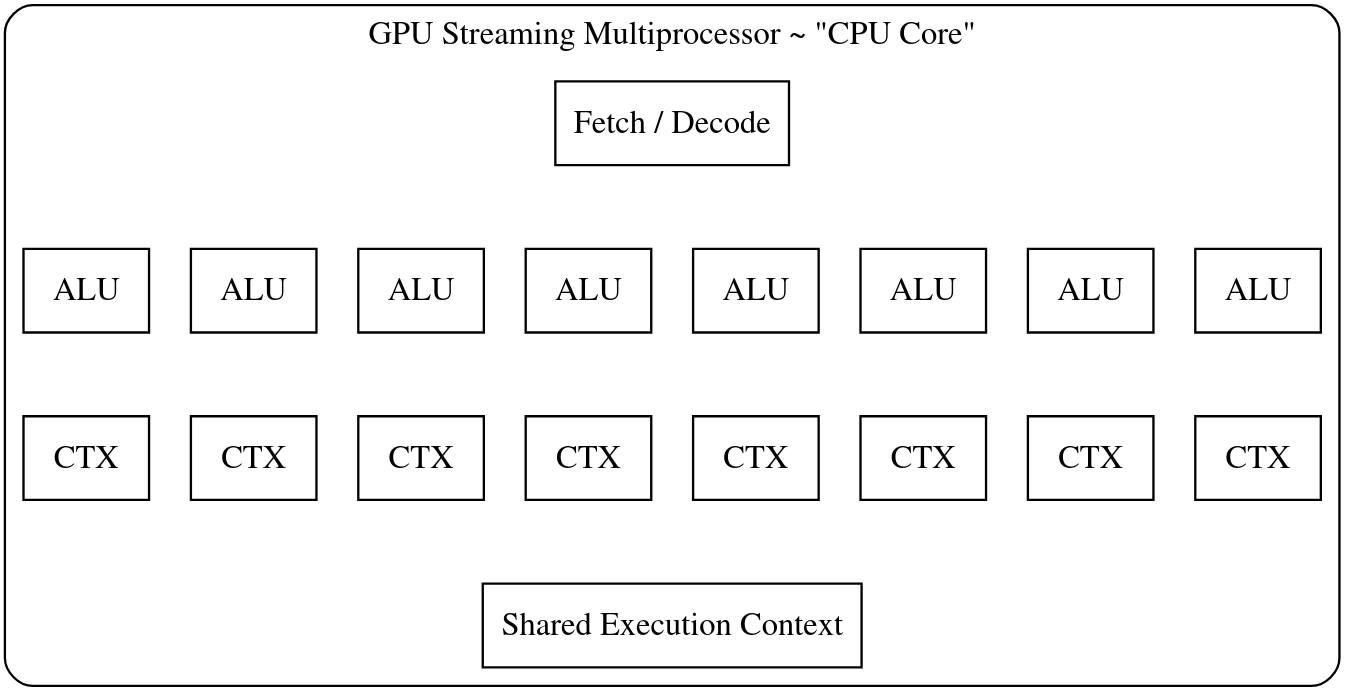 GPU Streaming Multiprocessor ~ "CPU Core"
Fetch / Decode
ALU ALU ALU ALU ALU ALU ALU ALU
CTX CTX CTX CTX CTX CTX CTX CTX
Shared Execution Context